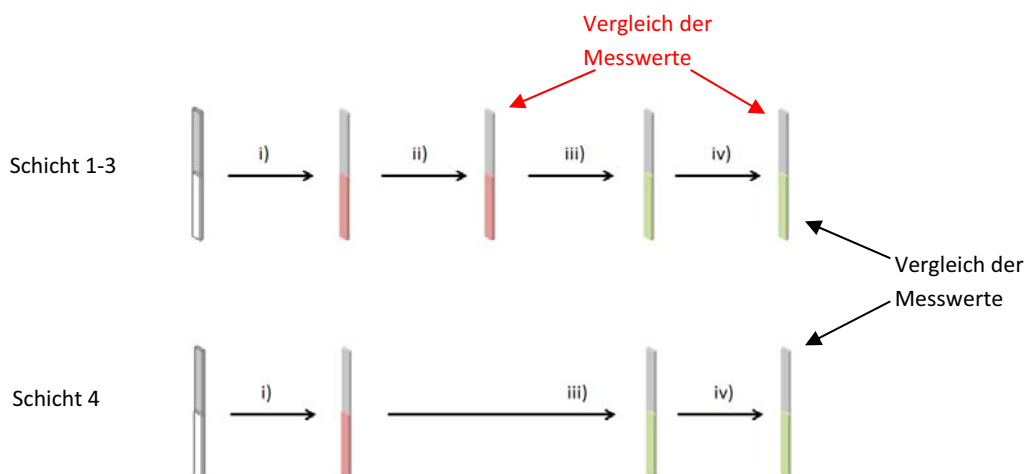 Vergleich der
Messwerte
Schicht 1-3
i)
ii)
iii)
iv)
Vergleich der
Messwerte
Schicht 4
i)
iii)
iv)